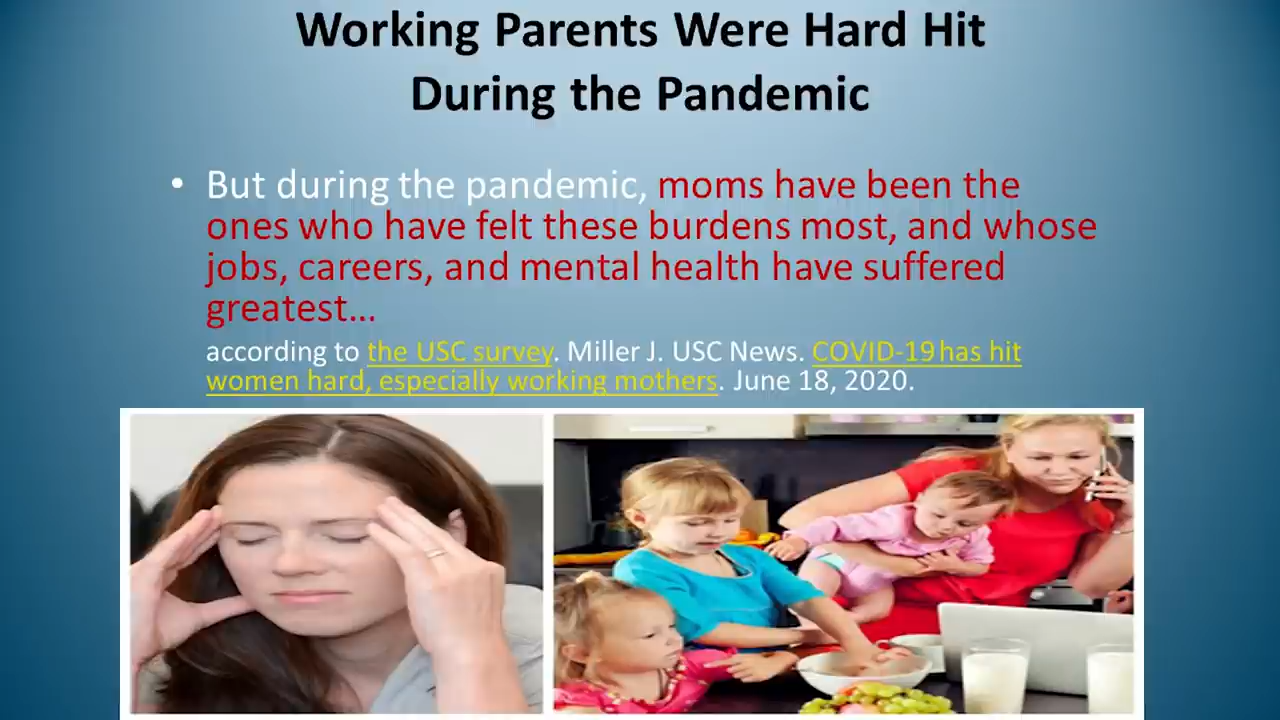 Working Parents Were Hard Hit
During the Pandemic
• But during the pandemic, moms have been the
ones who have felt these burdens most, and whose
jobs, careers, and mental health have suffered
greatest...
according to the USC survey. Miller J. USC News. COVID-19 has hit
women hard, especially working mothers. June 18, 2020.